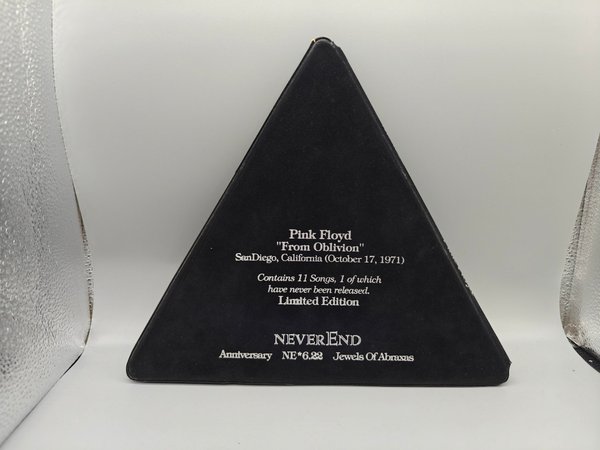 Pink Floyd
"From Oblivion"
SanDiego, California (October 17, 1971)
Contains 11 Songs, 1 of which
have never been released.
Limited Edition
NEVEREND
Anniversary NE*6.22 Jewels Of Abraxas